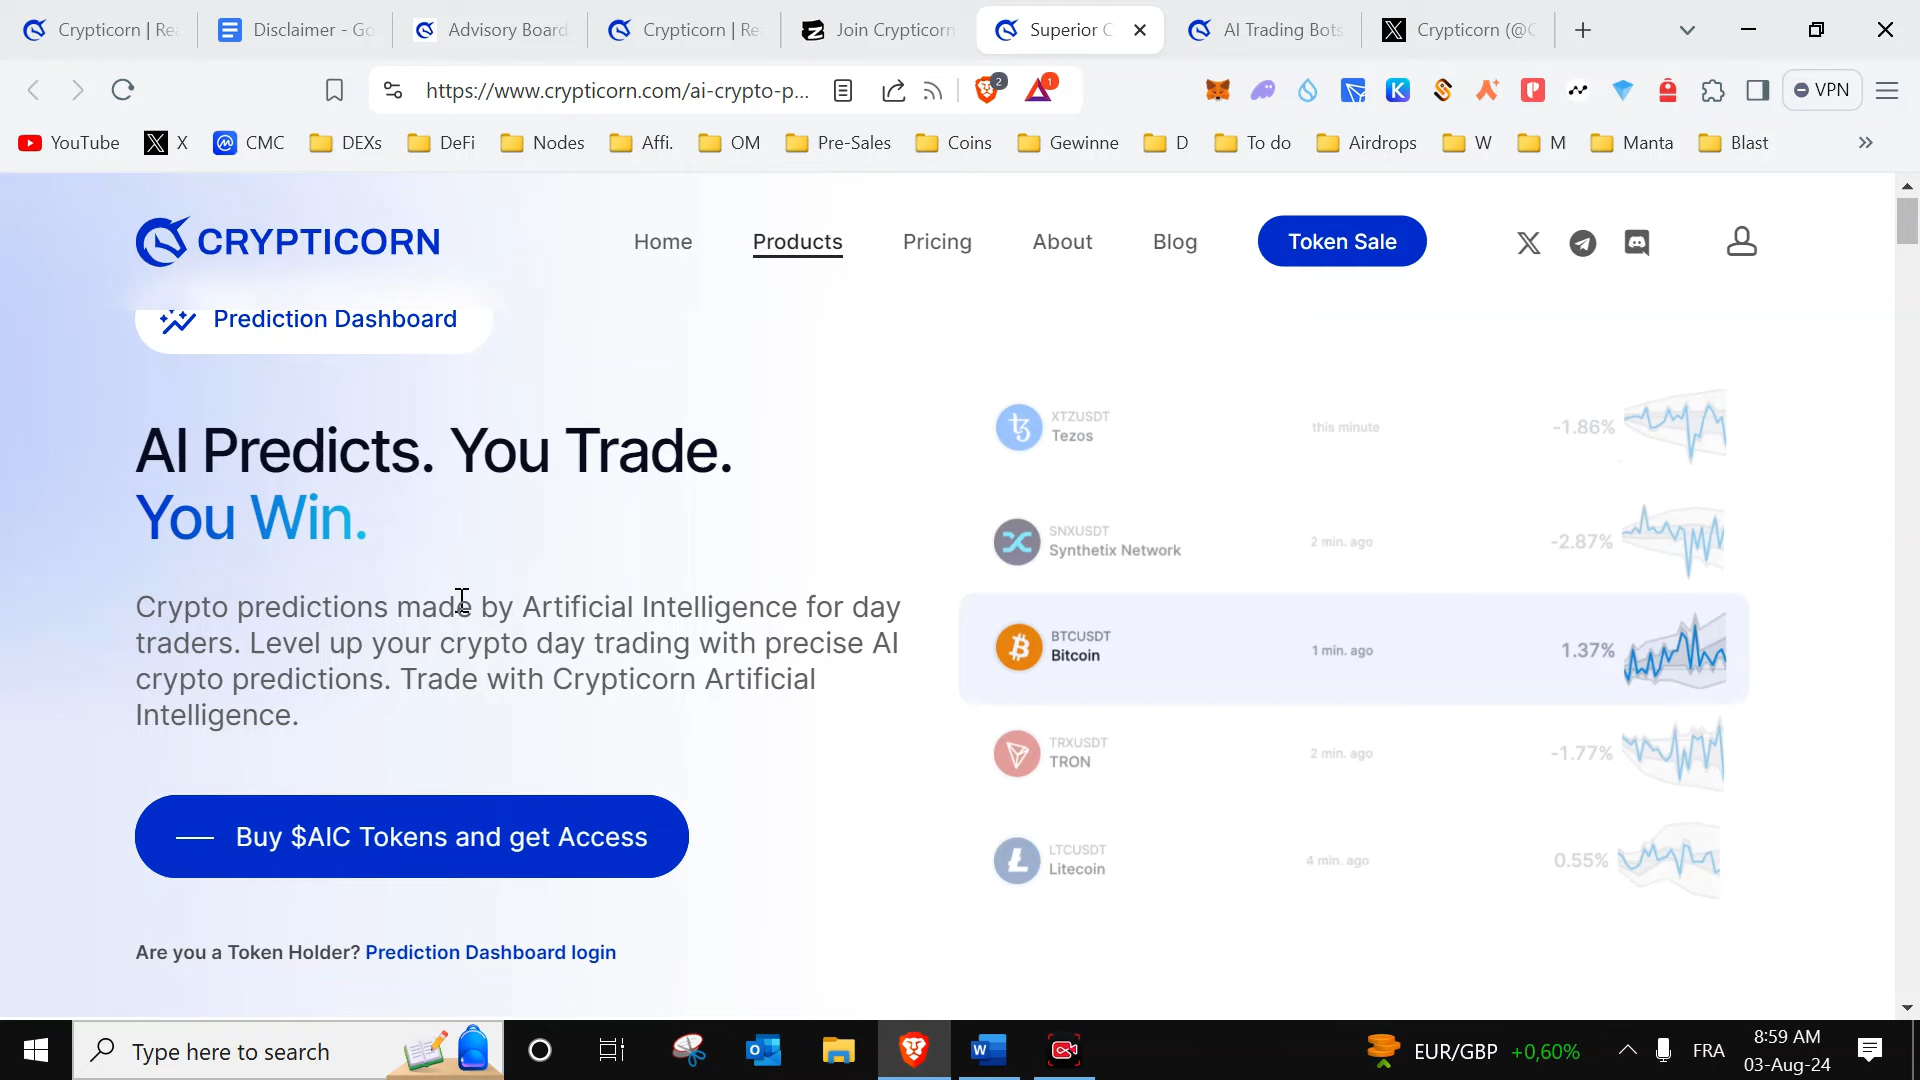 Crypticorn | Re
Disclaimer - Go
Advisory Board
Crypticorn | Re
Join Crypticorn
Superior C
AI Trading Bots
Crypticorn (@C
https://www.crypticorn.com/ai-crypto-p...
2
1
VPN
YouTube
X
CMC
DEXs
DeFi
Nodes
Affi.
OM
Pre-Sales
Coins
Gewinne
D
To do
Airdrops
W
M
Manta
Blast
CRYPTICORN
Home
Products
Pricing
About
Blog
Token Sale
Prediction Dashboard
AI Predicts. You Trade.
You Win.
Crypto predictions made by Artificial Intelligence for day
traders. Level up your crypto day trading with precise AI
crypto predictions. Trade with Crypticorn Artificial
Intelligence.
Buy $AIC Tokens and get Access
Are you a Token Holder? Prediction Dashboard login
XTZUSDT
Tezos
this minute
-1.86%
SNXUSDT
Synthetix Network
2 min. ago
-2.87%
BTCUSDT
Bitcoin
1 min. ago
1.37%
TRXUSDT
TRON
2 min. ago
-1.77%
LTCUSDT
Litecoin
4 min. ago
0.55%
Type here to search
EUR/GBP +0,60%
FRA
8:59 AM
03-Aug-24